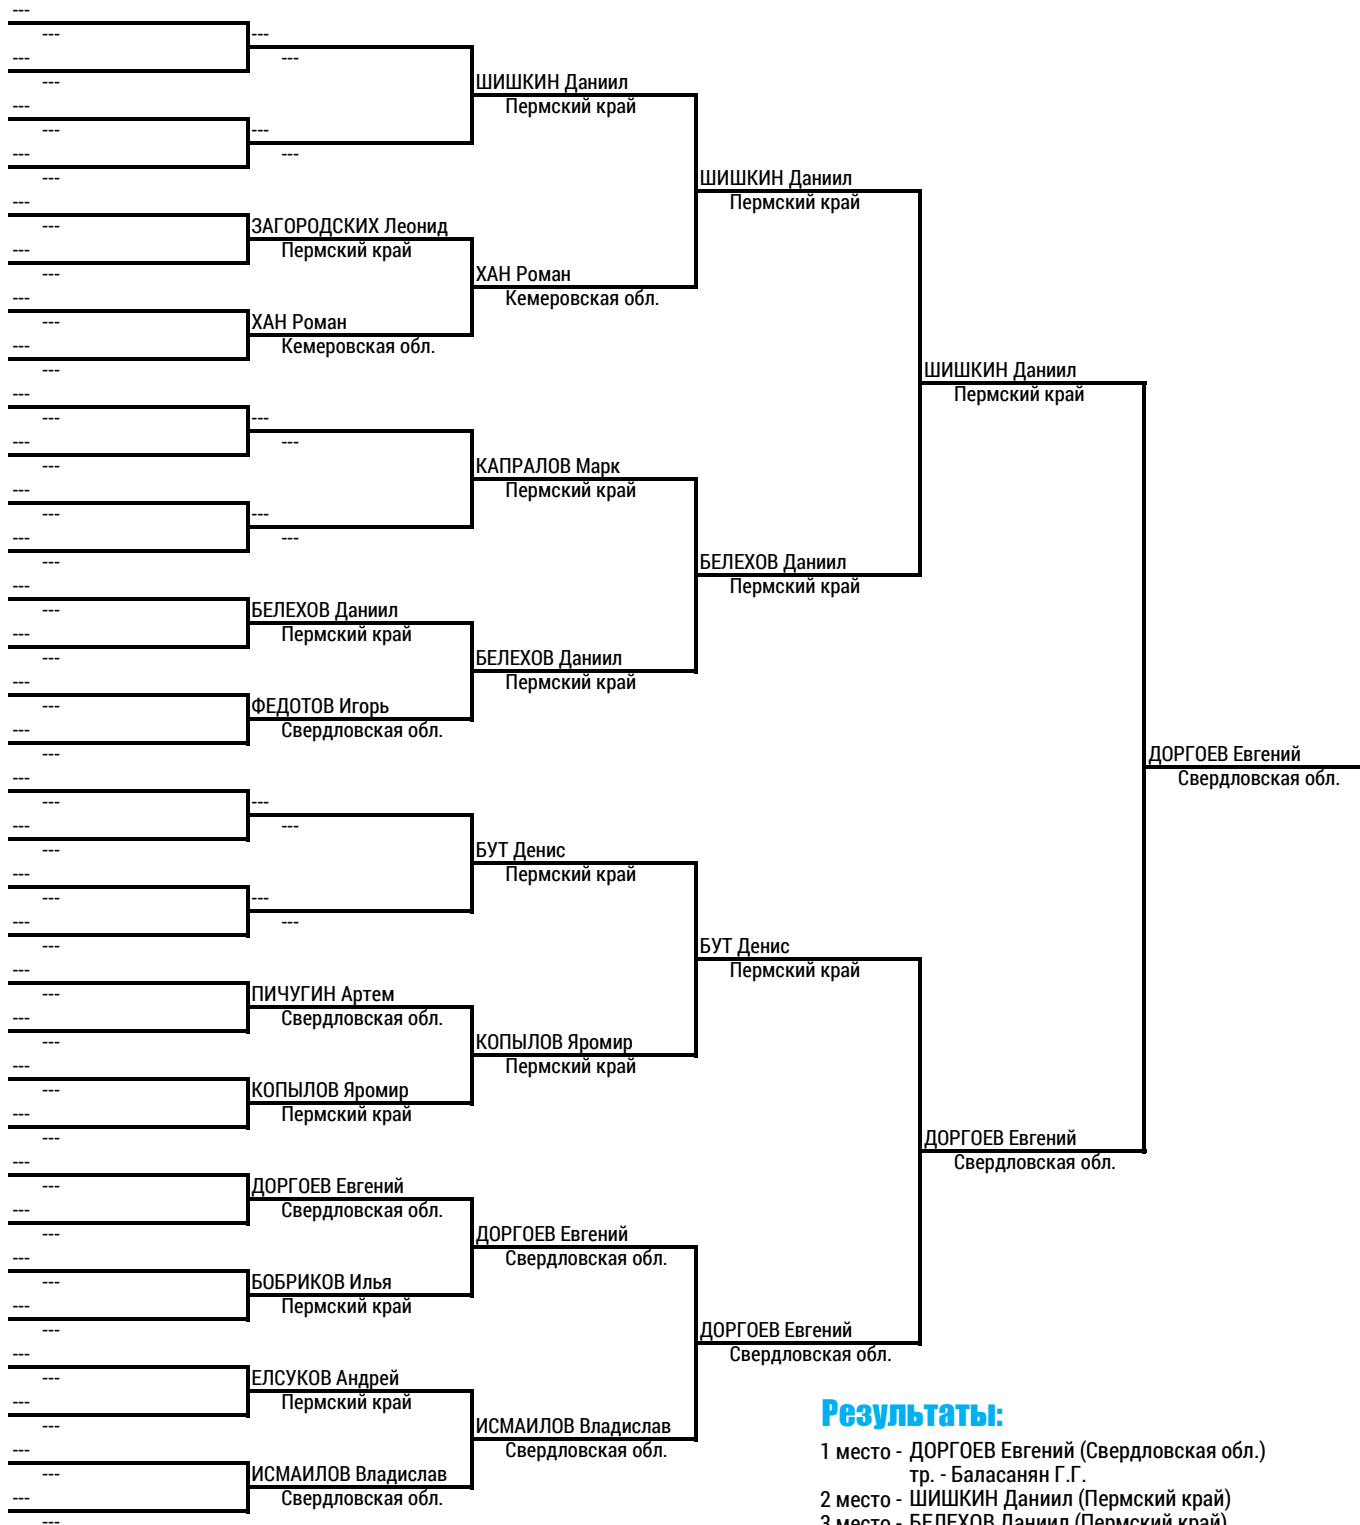 ---
---
---
---
---
---
---
---
ШИШКИН Даниил
Пермский край
---
---
---
---
---
---
---
---
ШИШКИН Даниил
Пермский край
---
---
ЗАГОРОДСКИХ Леонид
---
Пермский край
---
ХАН Роман
---
Кемеровская обл.
---
ХАН Роман
---
Кемеровская обл.
---
ШИШКИН Даниил
---
Пермский край
---
---
---
---
---
КАПРАЛОВ Марк
---
Пермский край
---
---
---
---
---
БЕЛЕХОВ Даниил
---
Пермский край
---
БЕЛЕХОВ Даниил
---
Пермский край
---
БЕЛЕХОВ Даниил
---
Пермский край
---
ФЕДОТОВ Игорь
---
Свердловская обл.
---
ДОРГОЕВ Евгений
---
Свердловская обл.
---
---
---
---
---
БУТ Денис
---
Пермский край
---
---
---
---
---
БУТ Денис
---
Пермский край
---
ПИЧУГИН Артем
---
Свердловская обл.
---
КОПЫЛОВ Яромир
---
Пермский край
---
КОПЫЛОВ Яромир
---
Пермский край
---
ДОРГОЕВ Евгений
---
Свердловская обл.
---
ДОРГОЕВ Евгений
---
Свердловская обл.
---
ДОРГОЕВ Евгений
---
Свердловская обл.
---
БОБРИКОВ Илья
---
Пермский край
---
ДОРГОЕВ Евгений
---
Свердловская обл.
---
ЕЛСУКОВ Андрей
---
Пермский край
---
ИСМАИЛОВ Владислав
---
Свердловская обл.
---
ИСМАИЛОВ Владислав
---
Свердловская обл.
---
Результаты:
1 место - ДОРГОЕВ Евгений (Свердловская обл.)
тр. - Баласанян Г.Г.
2 место - ШИШКИН Даниил (Пермский край)
3 место - БЕЛЕХОВ Даниил (Пермский край)